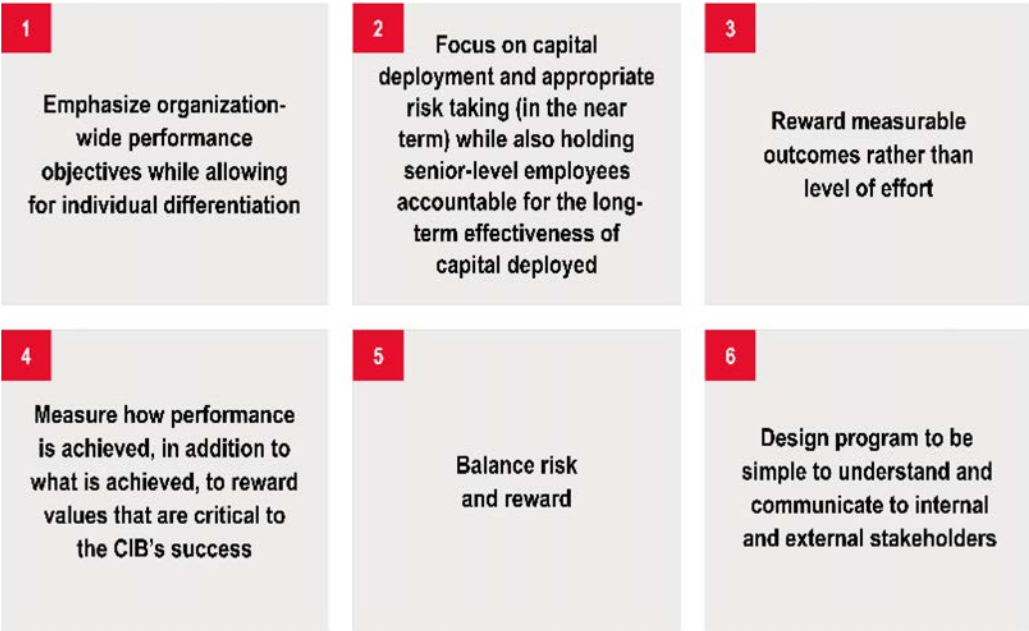 1
Emphasize organization-
wide performance
objectives while allowing
for individual differentiation
2
Focus on capital
deployment and appropriate
risk taking (in the near
term) while also holding
senior-level employees
accountable for the long-
term effectiveness of
capital deployed
3
Reward measurable
outcomes rather than
level of effort
4
Measure how performance
is achieved, in addition to
what is achieved, to reward
values that are critical to
the CIB's success
5
Balance risk
and reward
6
Design program to be
simple to understand and
communicate to internal
and external stakeholders